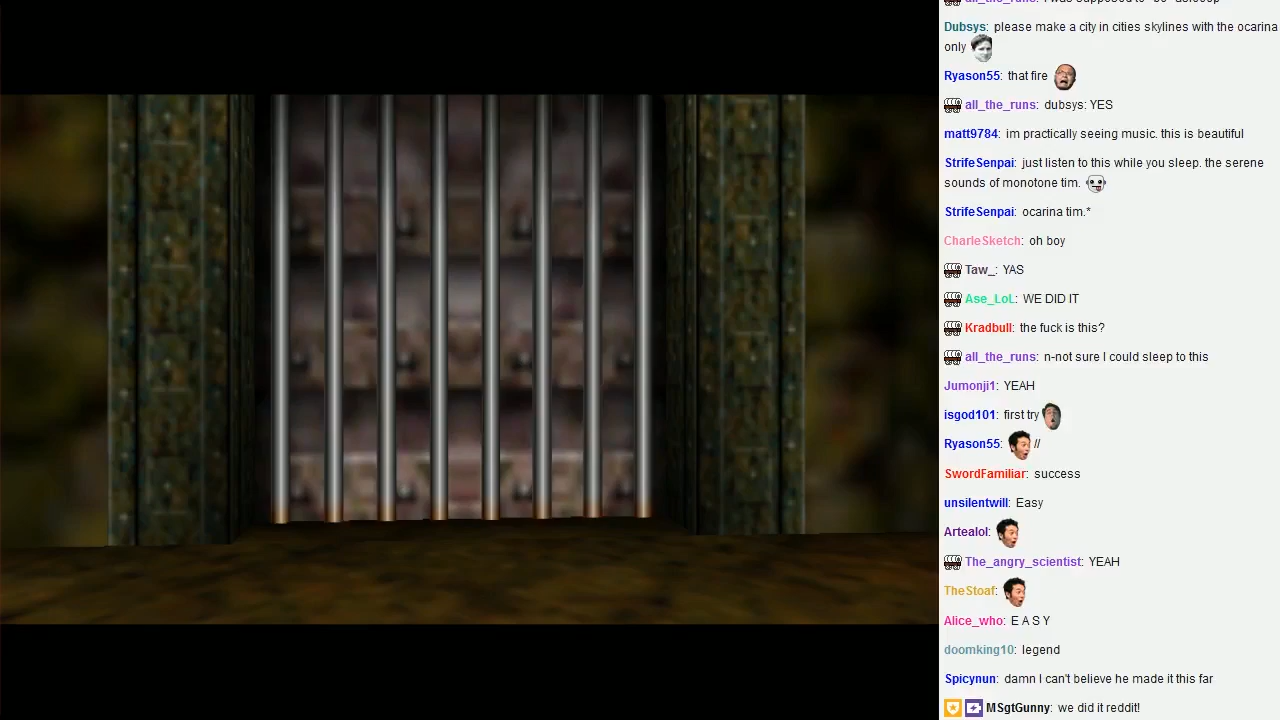 Dubsys: please make a city in cities skylines with the ocarina
only
Ryason55: that fire
all_the_runs: dubsys: YES
matt9784: im practically seeing music. this is beautiful
StrifeSenpai: just listen to this while you sleep. the serene
sounds of monotone tim.
StrifeSenpai: ocarina tim.*
CharleSketch: oh boy
Taw_: YAS
Ase_LoL: WE DID IT
Kradbull: the fuck is this?
all_the_runs: n-not sure I could sleep to this
Jumonji1: YEAH
isgod101: first try
Ryason55: //
SwordFamiliar: success
unsilentwill: Easy
Artealol:
The_angry_scientist: YEAH
TheStoaf:
Alice_who: E A S Y
doomking10: legend
Spicynun: damn I can't believe he made it this far
MSgtGunny: we did it reddit!